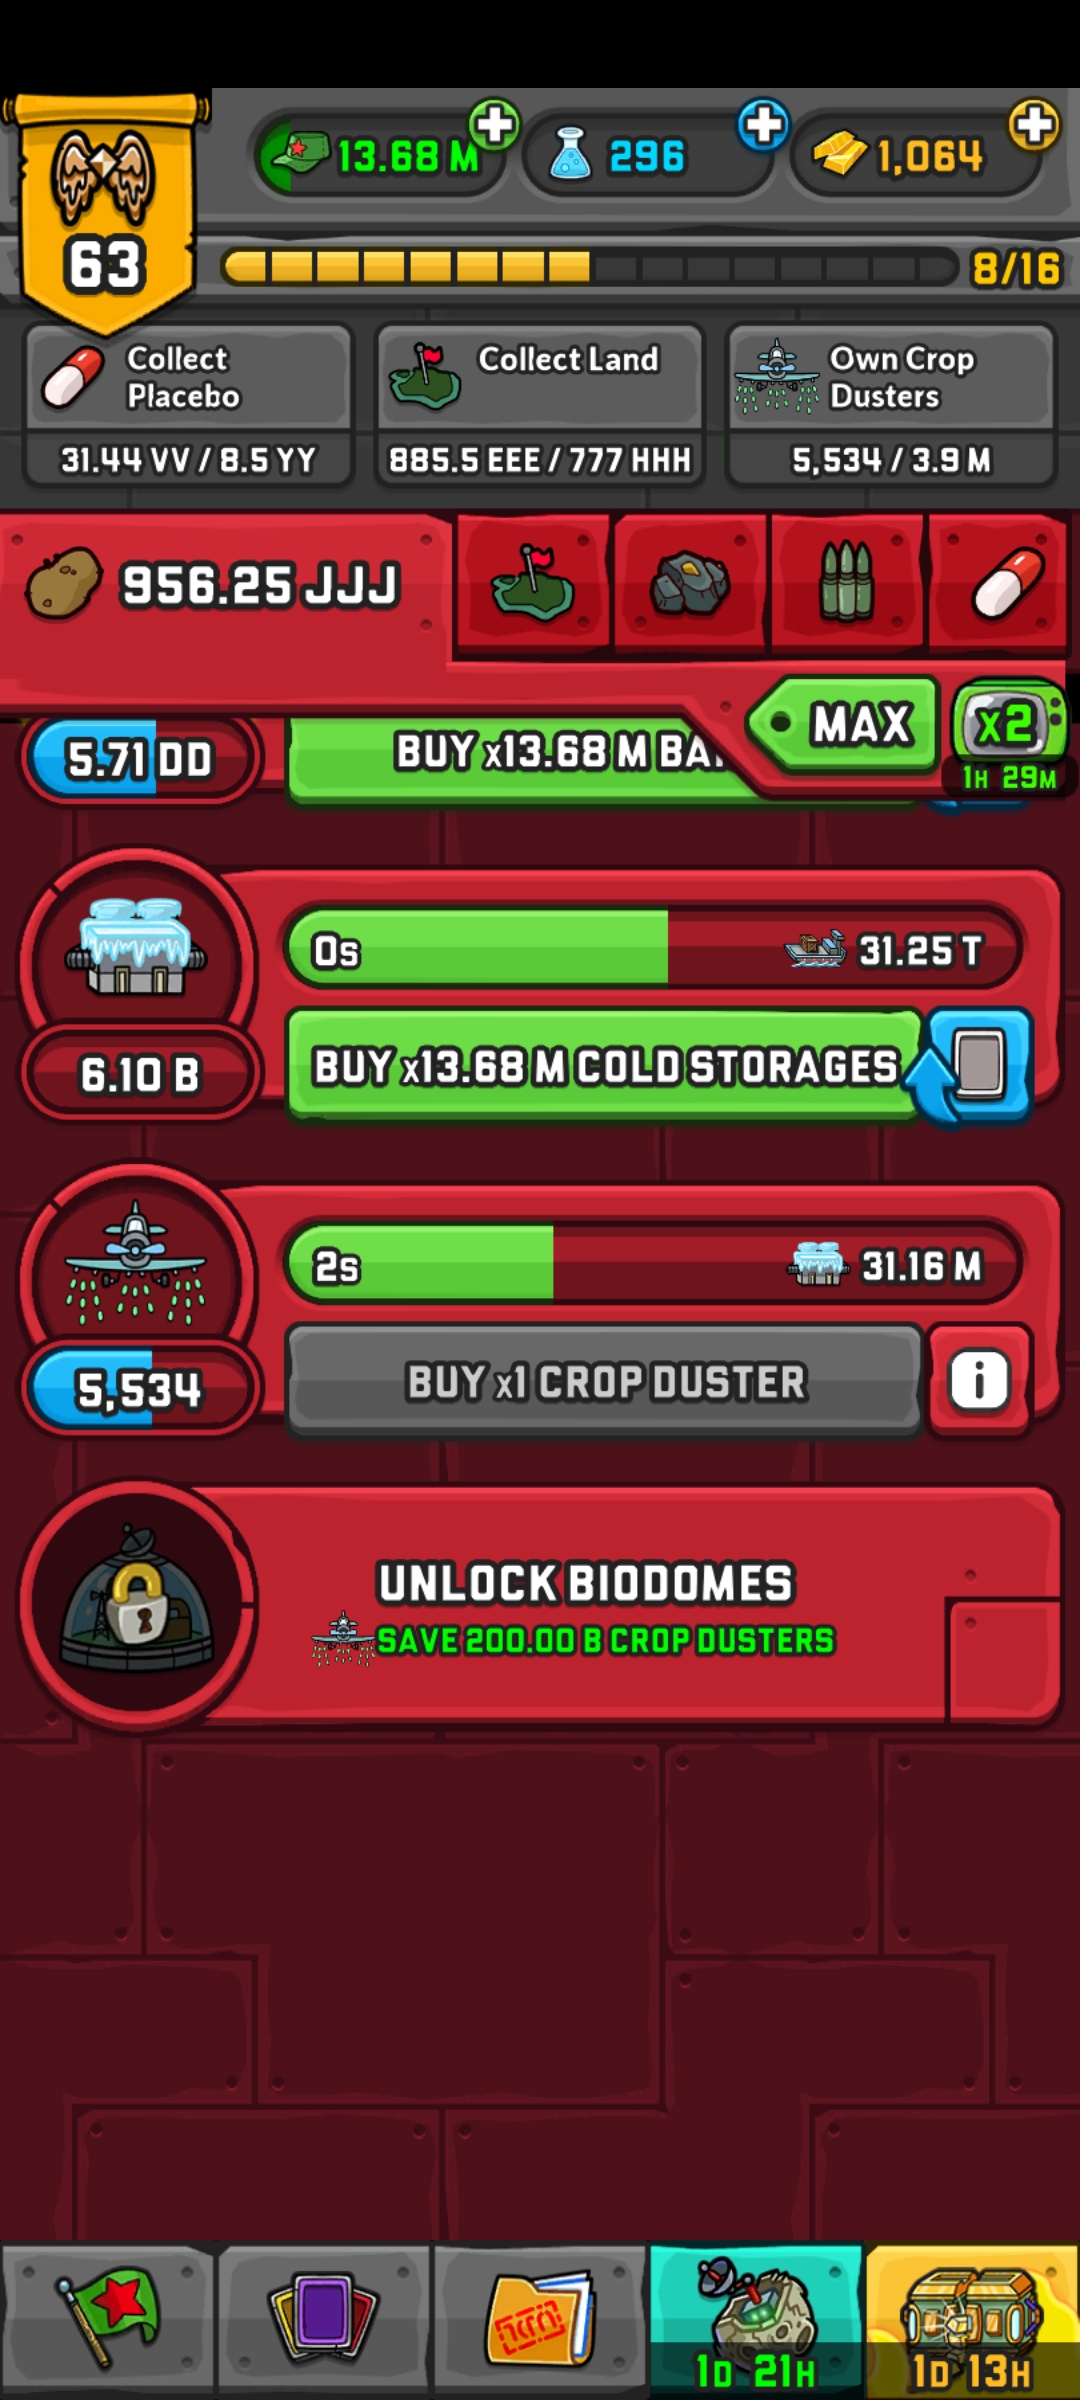 13.68 M
296
1,064
63
8/16
Collect
Placebo
31.44 VV / 8.5 YY
Collect Land
885.5 EEE / 777 HHH
Own Crop
Dusters
5,534 / 3.9 M
956.25 JJJ
MAX
X2
1H 29M
5.71 DD
BUY x13.68 M BA
0s
31.25 T
6.10 B
BUY x13.68 M COLD STORAGES
2s
31.16 M
5,534
BUY x1 CROP DUSTER
i
UNLOCK BIODOMES
SAVE 200.00 B CROP DUSTERS
1D 21H
1D 13H